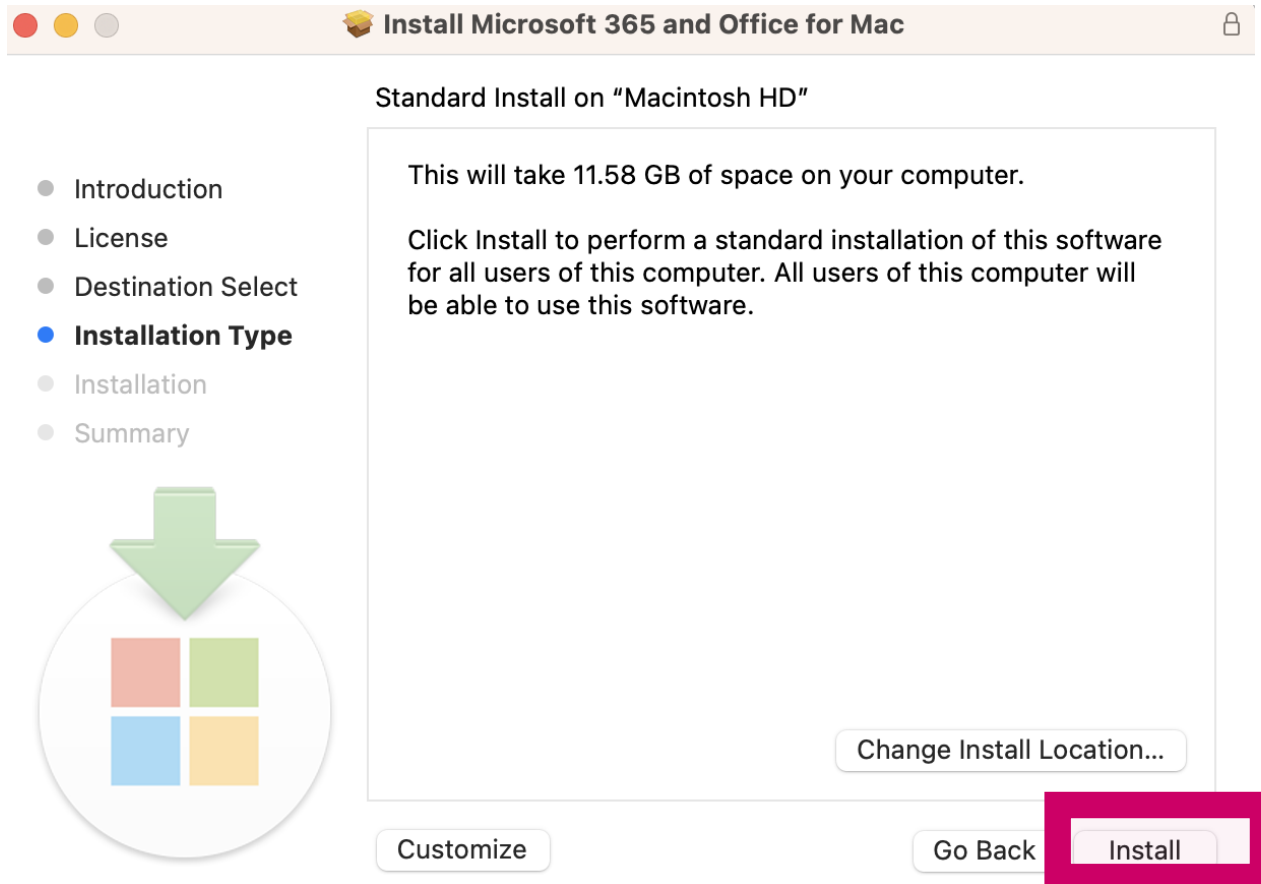 Install Microsoft 365 and Office for Mac
Standard Install on “Macintosh HD”
Introduction
License
Destination Select
Installation Type
Installation
Summary
This will take 11.58 GB of space on your computer.
Click Install to perform a standard installation of this software
for all users of this computer. All users of this computer will
be able to use this software.
Change Install Location...
Customize
Go Back
Install